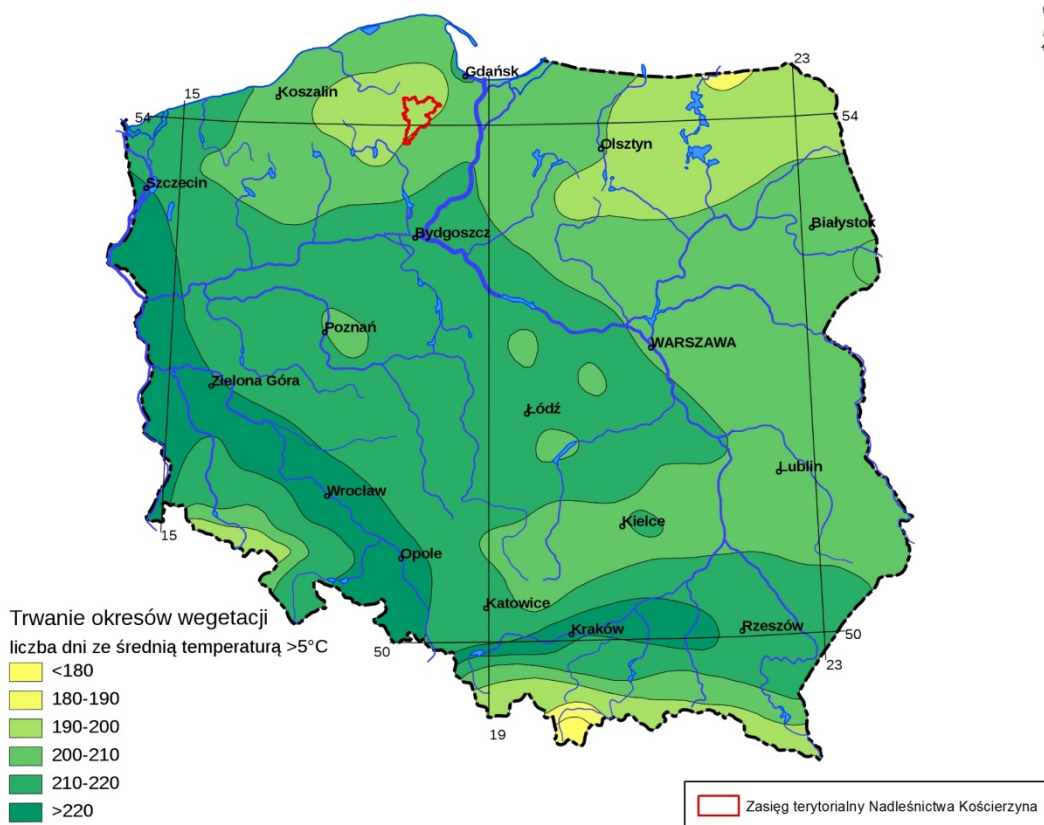 23
Gdańsk
15
Koszalin
54
54
Olsztyn
Szczecin
Białystok
Bydgoszcz
Poznań
WARSZAWA
Zielona Góra
Łódź
Lublin
Wrocław
Kielce
15
Opole
Katowice
Kraków
Rzeszów
50
50
23
19
Trwanie okresów wegetacji
liczba dni ze średnią temperaturą >5°C
<180
180-190
190-200
200-210
210-220
>220
Zasięg terytorialny Nadleśnictwa Kościerzyna